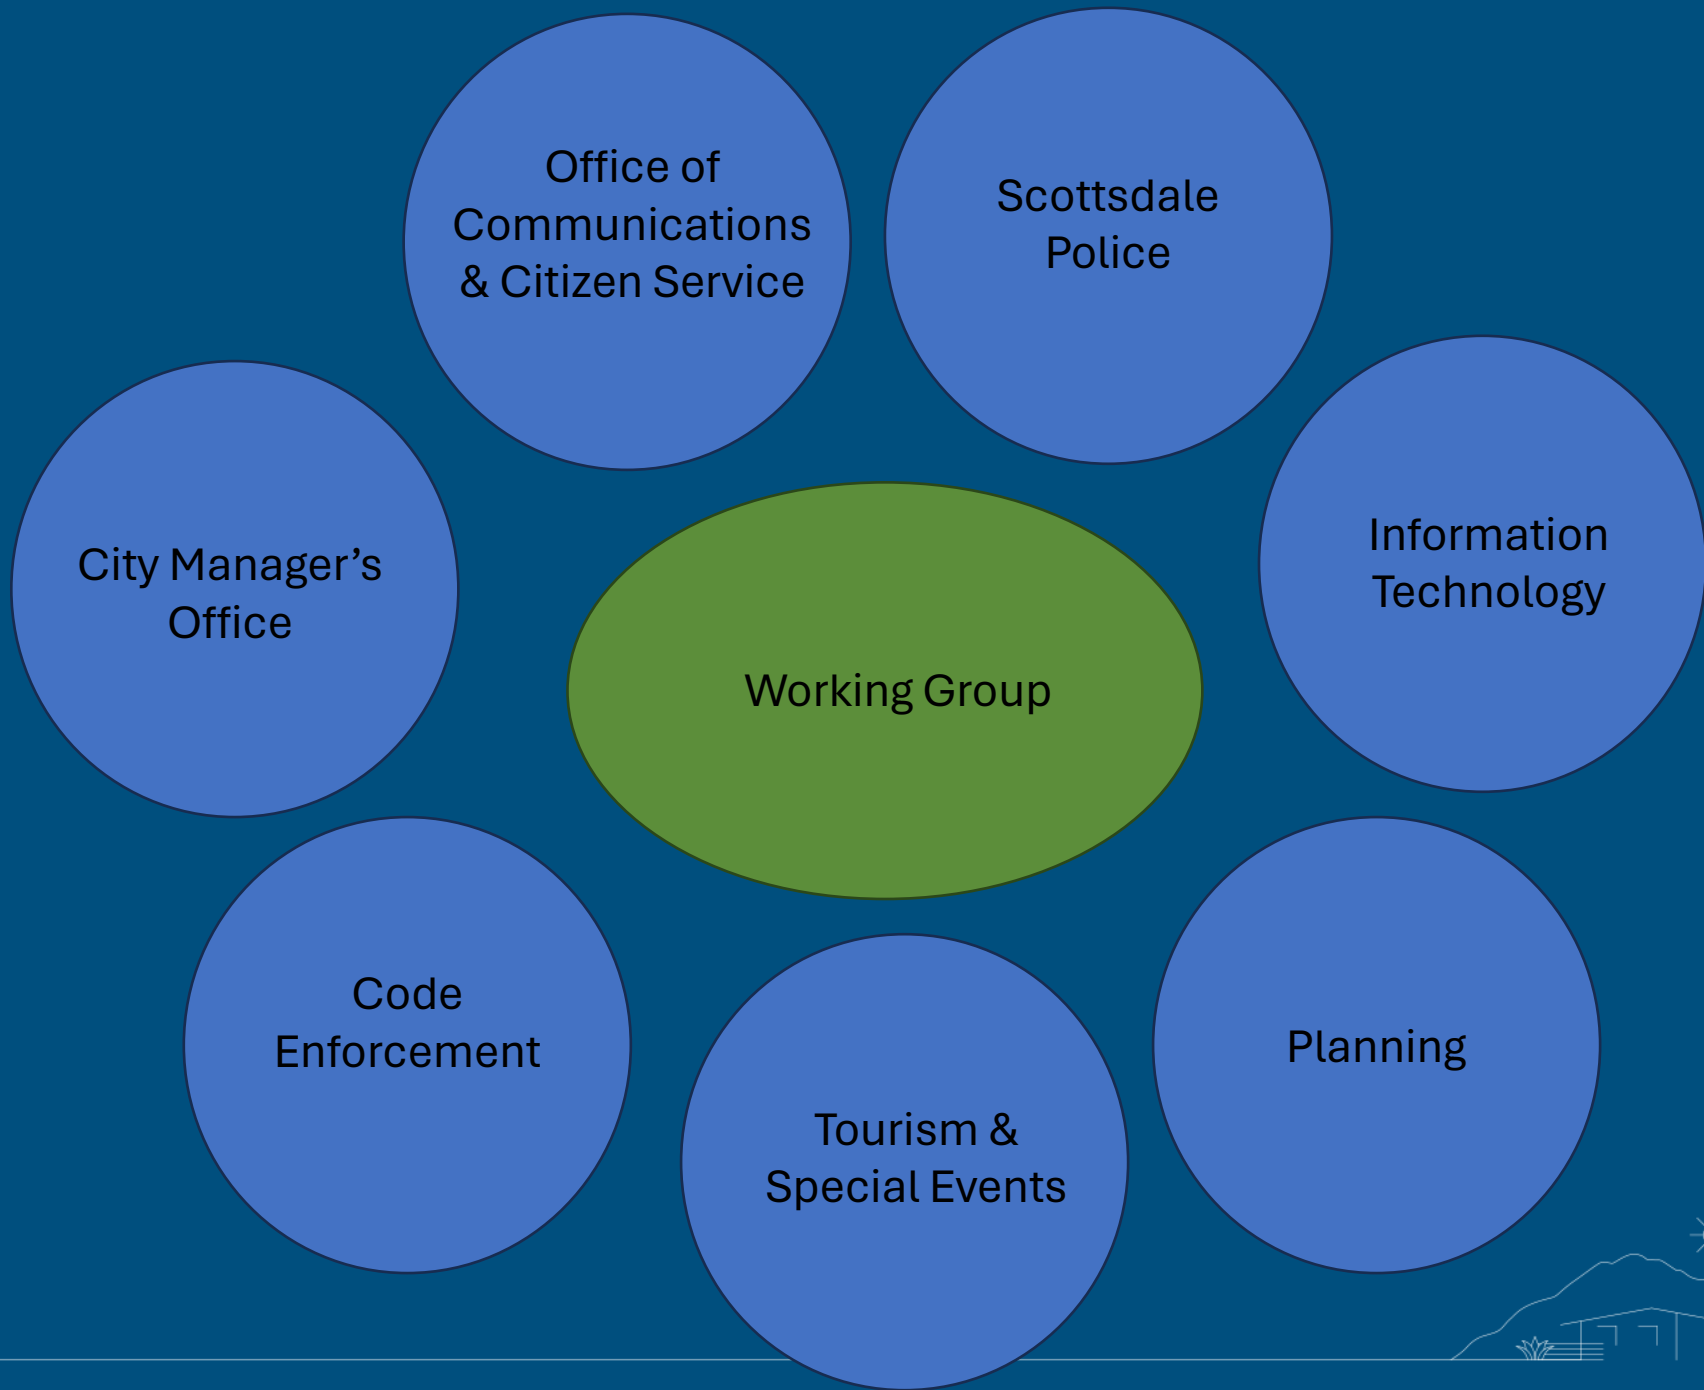 Office of
Communications
& Citizen Service
Scottsdale
Police
City Manager’s
Office
Information
Technology
Working Group
Code
Enforcement
Planning
Tourism &
Special Events